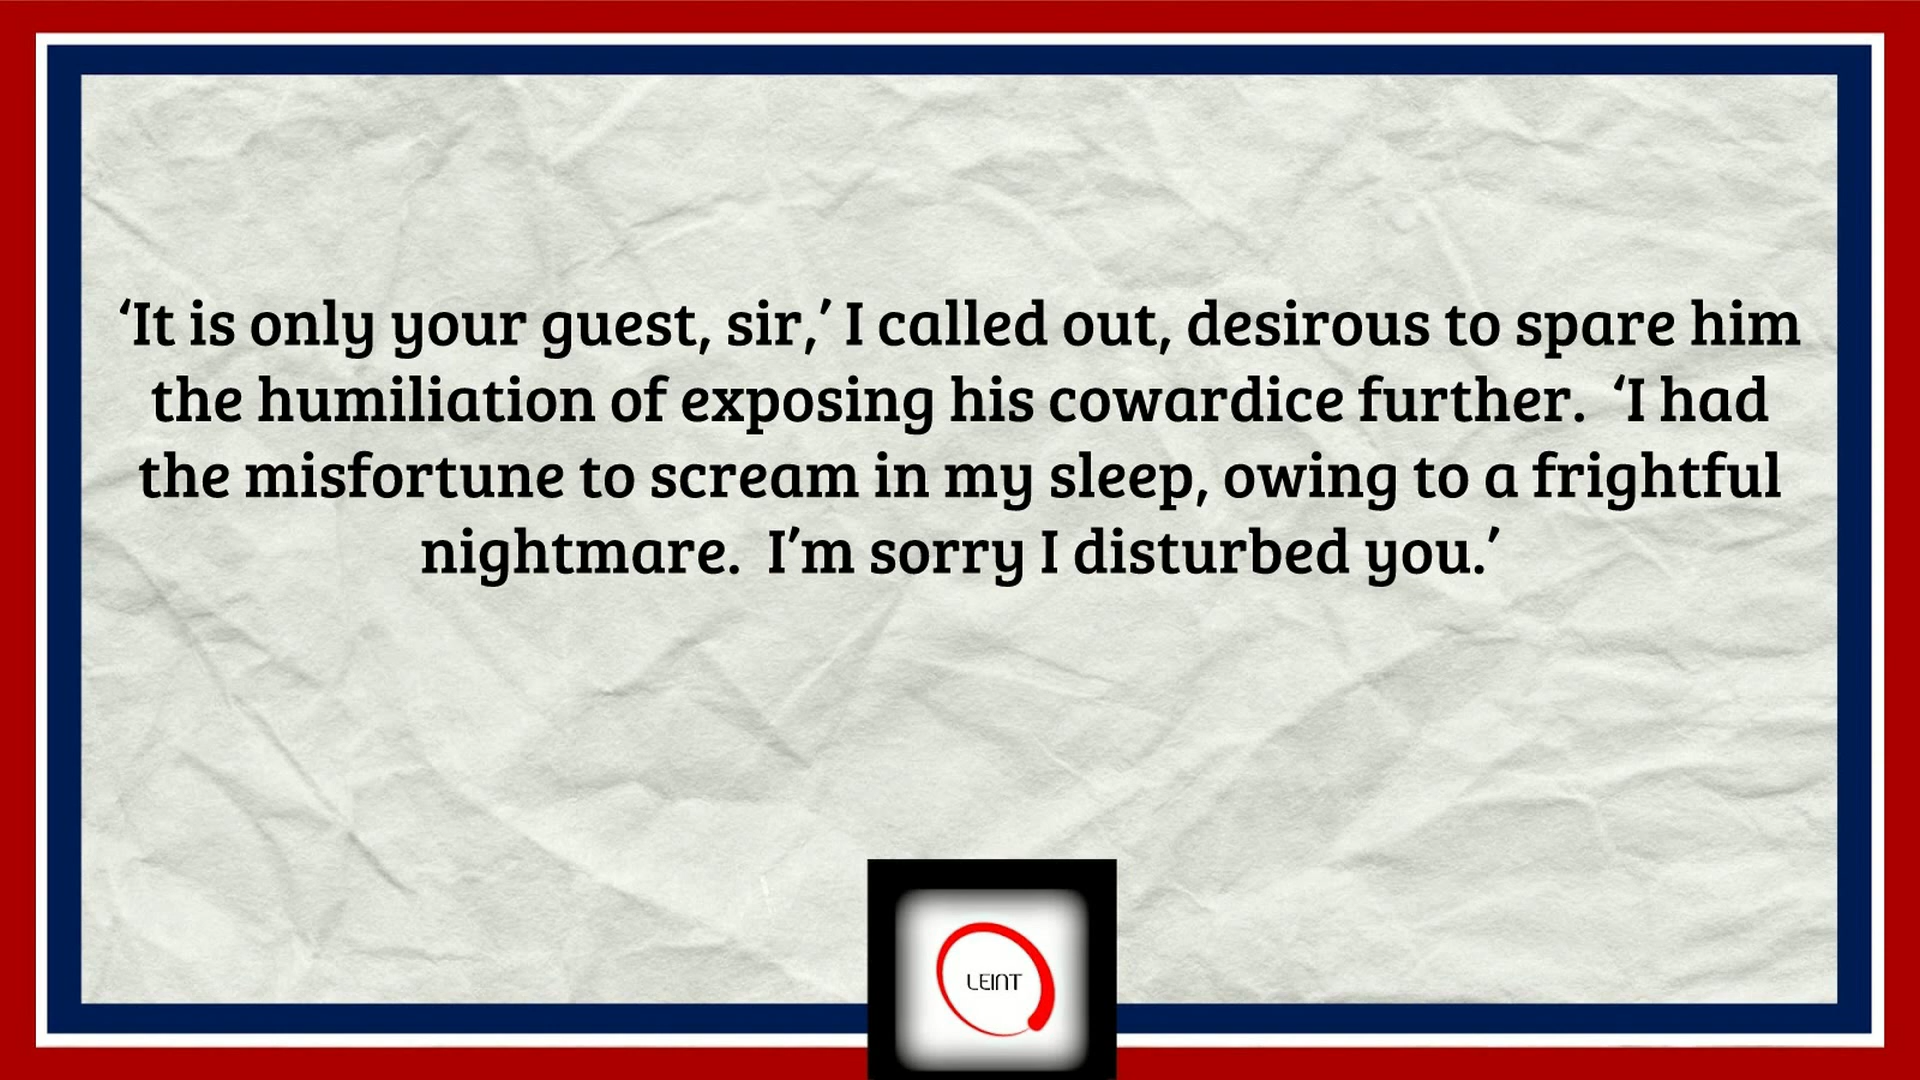 ‘It is only your guest, sir,’ I called out, desirous to spare him
the humiliation of exposing his cowardice further.  ‘I had
the misfortune to scream in my sleep, owing to a frightful
nightmare.  I’m sorry I disturbed you.’
LEINT